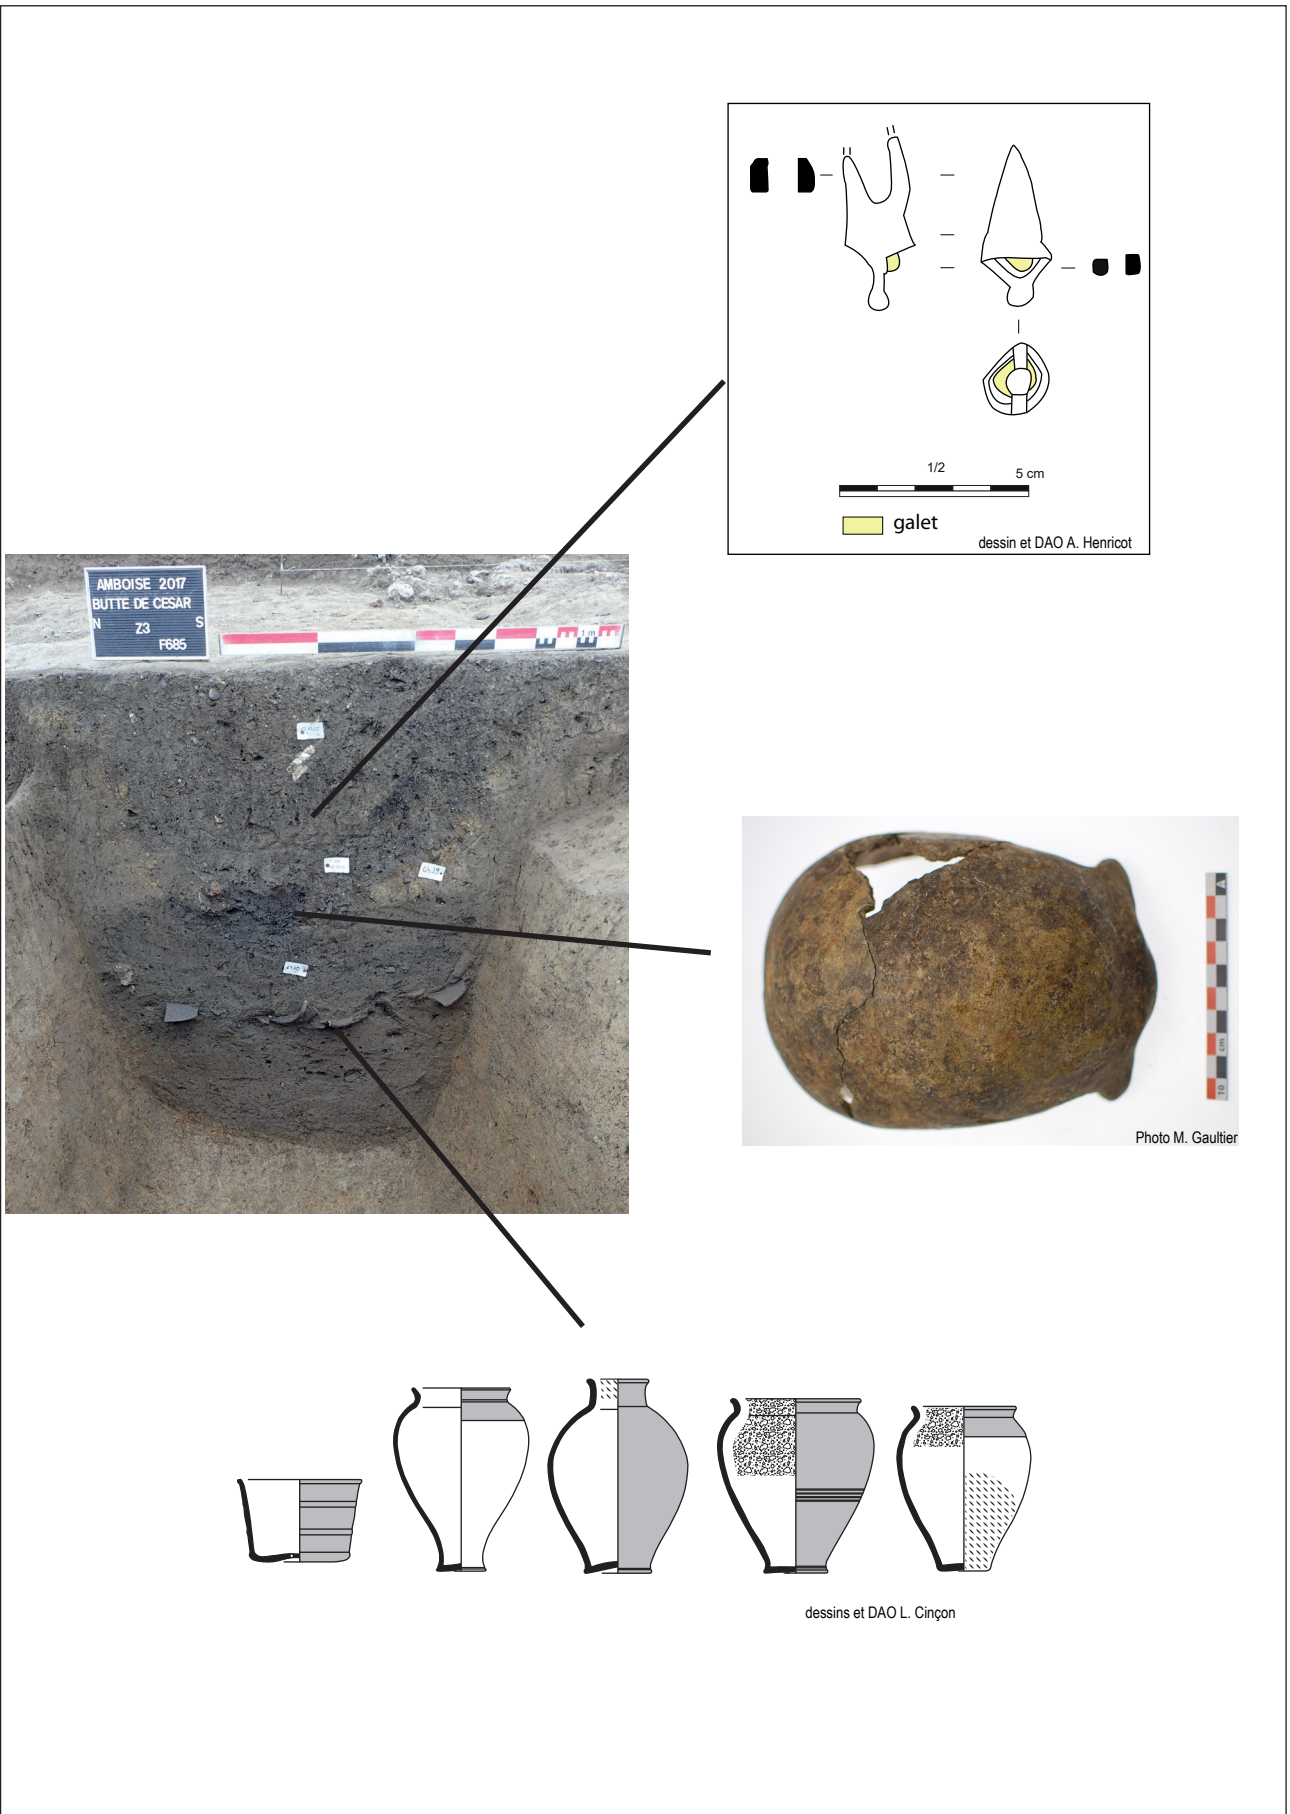 1/2
5 cm
galet
dessin et DAO A. Henricot
AMBOISE 2017
BUTTE DE CESAR
N Z3 S
F685
1 m
cm
10
Photo M. Gaultier
dessins et DAO L. Cinçon